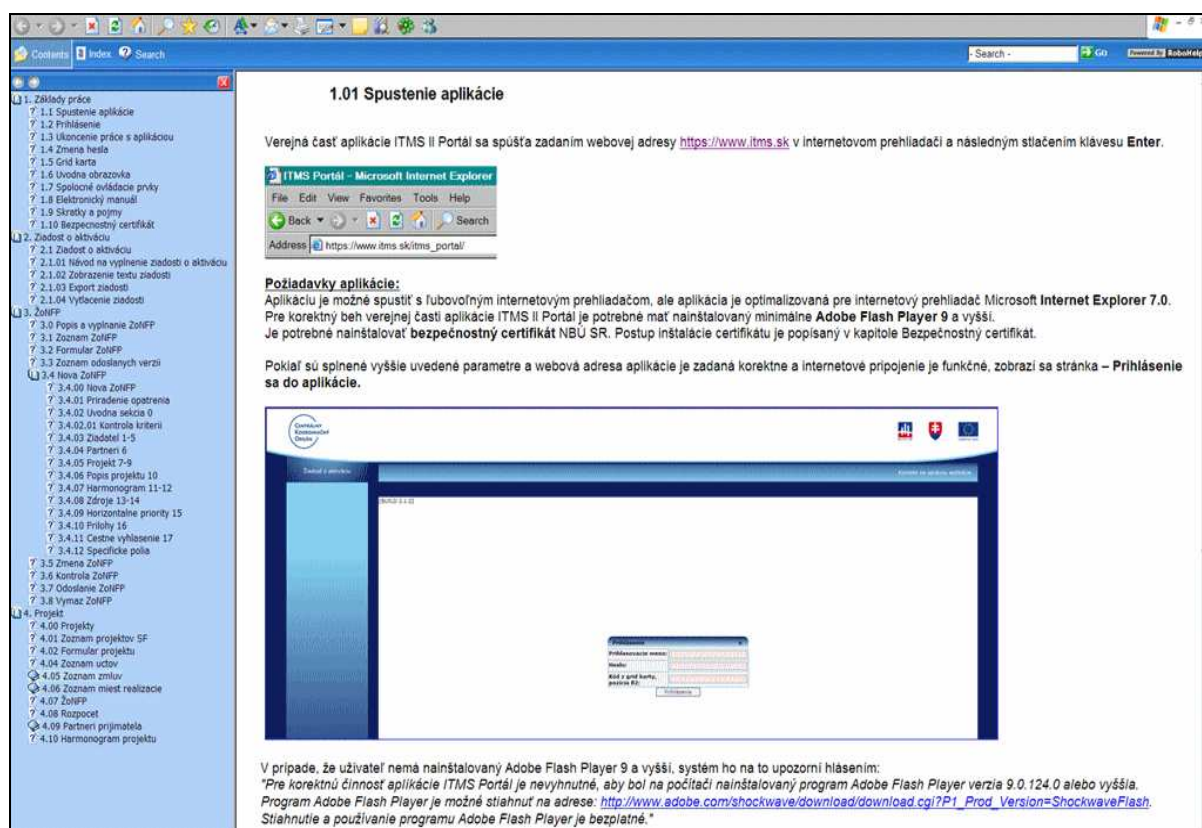 Contents Index Search
- Search -
Go
Powered By RoboHelp
1. Základy práce
1.1 Spustenie aplikácie
1.2 Prihlásenie
1.3 Ukoncenie práce s aplikáciou
1.4 Zmena hesla
1.5 Grid karta
1.6 Uvodna obrazovka
1.7 Spolocné ovládacie prvky
1.8 Elektronický manuál
1.9 Skratky a pojmy
1.10 Bezpecnostný certifikát
2. Ziadost o aktiváciu
2.1 Ziadost o aktiváciu
2.1.01 Návod na vyplnenie ziadosti o aktiváciu
2.1.02 Zobrazenie textu ziadosti
2.1.03 Export ziadosti
2.1.04 Vytlacenie ziadosti
3. ŽoNFP
3.0 Popis a vyplnanie ZoNFP
3.1 Zoznam ZoNFP
3.2 Formular ZoNFP
3.3 Zoznam odoslanych verzii
3.4 Nova ZoNFP
3.4.00 Nova ZoNFP
3.4.01 Priradenie opatrenia
3.4.02 Uvodna sekcia 0
3.4.02.01 Kontrola kriterii
3.4.03 Ziadatel 1-5
3.4.04 Partneri 6
3.4.05 Projekt 7-9
3.4.06 Popis projektu 10
3.4.07 Harmonogram 11-12
3.4.08 Zdroje 13-14
3.4.09 Horizontalne priority 15
3.4.10 Prilohy 16
3.4.11 Cestne vyhlasenie 17
3.4.12 Specificke polia
3.5 Zmena ZoNFP
3.6 Kontrola ZoNFP
3.7 Odoslanie ZoNFP
3.8 Vymaz ZoNFP
4. Projekt
4.00 Projekty
4.01 Zoznam projektov SF
4.02 Formular projektu
4.04 Zoznam uctov
4.05 Zoznam zmluv
4.06 Zoznam miest realizacie
4.07 ŽoNFP
4.08 Rozpocet
4.09 Partneri prijimatela
4.10 Harmonogram projektu
1.01 Spustenie aplikácie
Verejná časť aplikácie ITMS II Portál sa spúšťa zadaním webovej adresy https://www.itms.sk v internetovom prehliadači a následným stlačením klávesu Enter.
ITMS Portál - Microsoft Internet Explorer
File Edit View Favorites Tools Help
Back Search
Address https://www.itms.sk/itms_portal/
Požiadavky aplikácie:
Aplikáciu je možné spustiť s ľubovoľným internetovým prehliadačom, ale aplikácia je optimalizovaná pre internetový prehliadač Microsoft Internet Explorer 7.0.
Pre korektný beh verejnej časti aplikácie ITMS II Portál je potrebné mať nainštalovaný minimálne Adobe Flash Player 9 a vyšší.
Je potrebné nainštalovať bezpečnostný certifikát NBÚ SR. Postup inštalácie certifikátu je popísaný v kapitole Bezpečnostný certifikát.
Pokiaľ sú splnené vyššie uvedené parametre a webová adresa aplikácie je zadaná korektne a internetové pripojenie je funkčné, zobrazí sa stránka – Prihlásenie
sa do aplikácie.
Centrálny
Koordinačný
Orgán
Žiadosť o aktiváciu
Prihlásenie
Prihlasovacie meno:
Heslo:
Kód z grid karty,
pozícia
Prihlásenie
V prípade, že užívateľ nemá nainštalovaný Adobe Flash Player 9 a vyšší, systém ho na to upozorní hlásením:
"Pre korektnú činnosť aplikácie ITMS Portál je nevyhnutné, aby bol na počítači nainštalovaný program Adobe Flash Player verzia 9.0.124.0 alebo vyššia.
Program Adobe Flash Player je možné stiahnuť na adrese: http://www.adobe.com/shockwave/download/download.cgi?P1_Prod_Version=ShockwaveFlash.
Stiahnutie a používanie programu Adobe Flash Player je bezplatné."